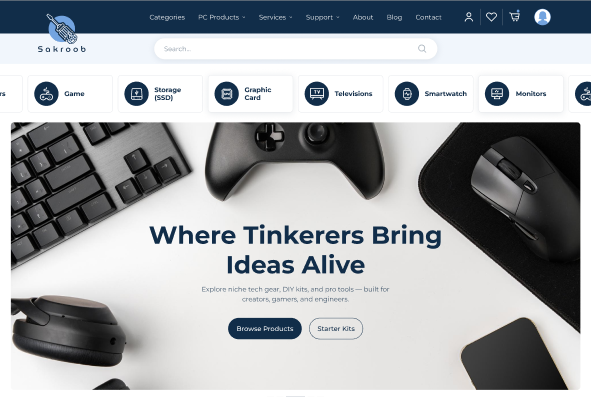 Categories PC Products Services Support About Blog Contact
Sakroob
Search...
rs
Game
Storage
(SSD)
Graphic
Card
TV
Televisions
Smartwatch
Monitors
Where Tinkerers Bring
Ideas Alive
Explore niche tech gear, DIY kits, and pro tools — built for
creators, gamers, and engineers.
Browse Products Starter Kits